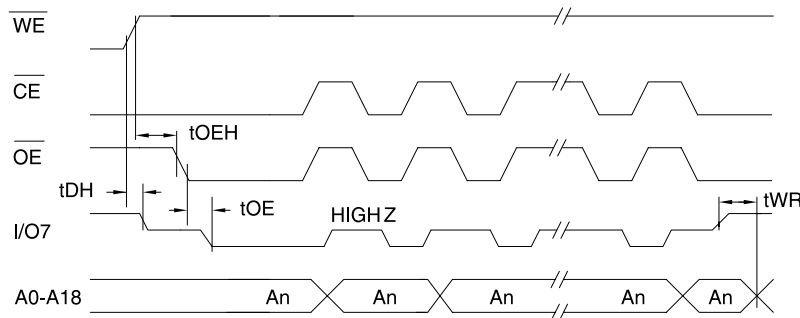 WE
CE
tOEH
OE
tDH
tOE
HIGH Z
tWR
I/O7
A0-A18
An
An
An
An
An